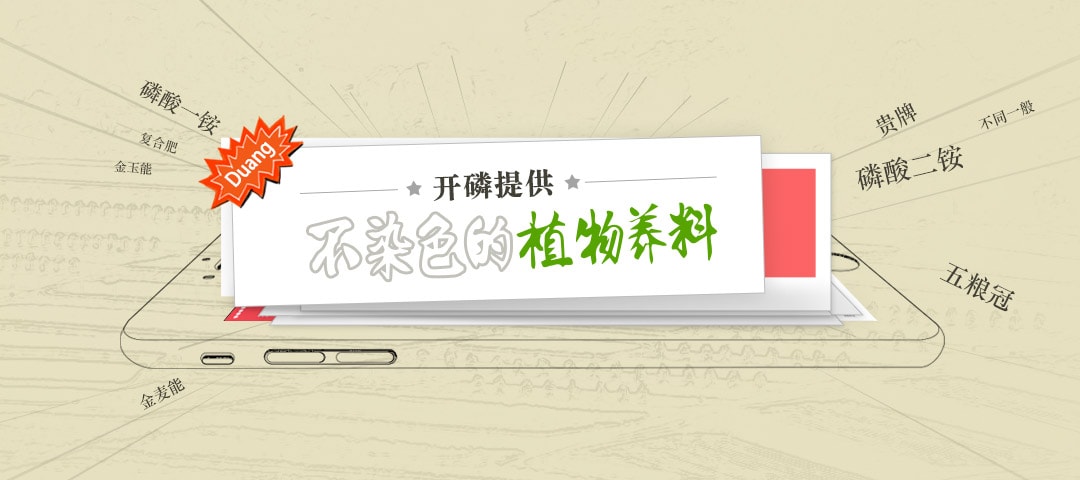 磷酸一铵
复合肥
金玉能
Duang
开磷提供
不染色的植物养料
贵牌
不同一般
磷酸二铵
五粮冠
金麦能